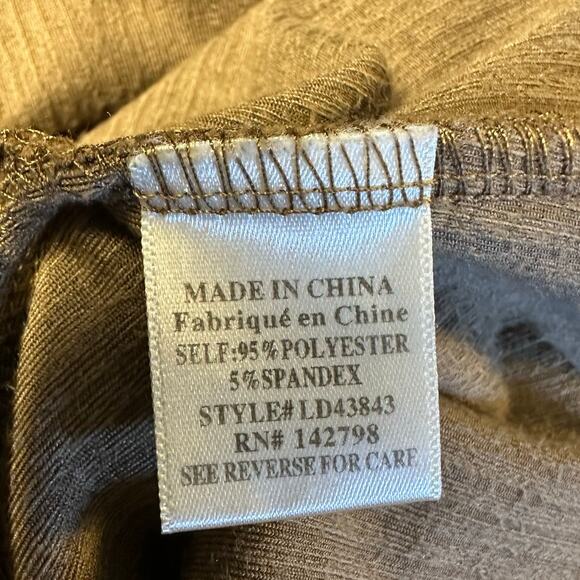 MADE IN CHINA
Fabriqué en Chine
SELF:95%POLYESTER
5%SPANDEX
STYLE#LD43843
RN# 142798
SEE REVERSE FOR CARE